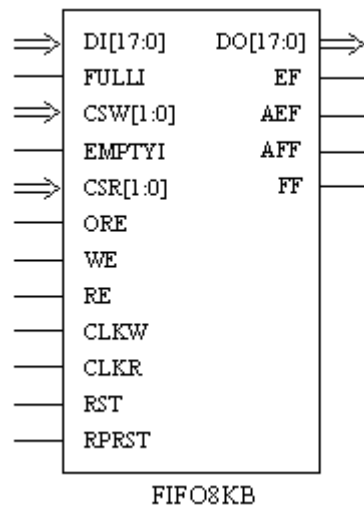 DI[17:0] DO[17:0]
FULLI EF
CSW[1:0] AEF
EMPTYI AFF
CSR[1:0] FF
ORE
WE
RE
CLKW
CLKR
RST
RPRST
FIFO8KB